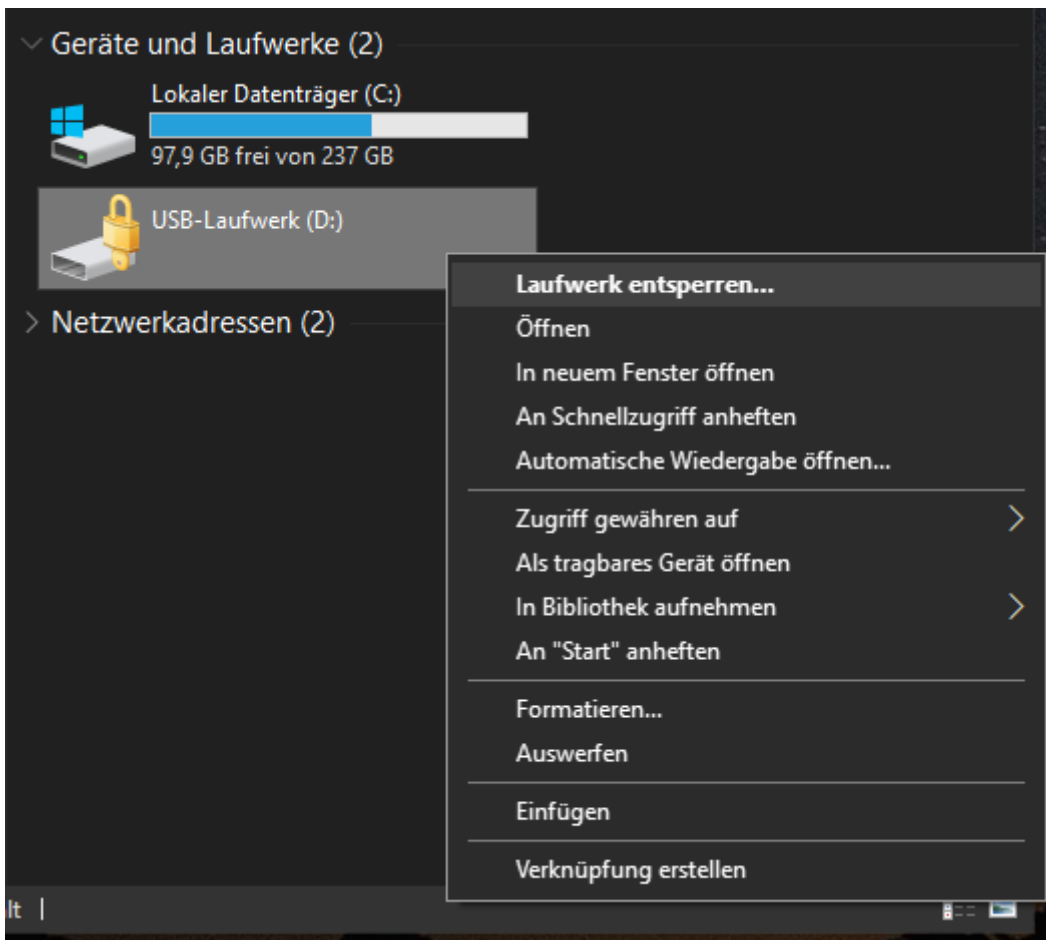 Geräte und Laufwerke (2)
Lokaler Datenträger (C:)
97,9 GB frei von 237 GB
USB-Laufwerk (D:)
Netzwerkadressen (2)
Laufwerk entsperren...
Öffnen
In neuem Fenster öffnen
An Schnellzugriff anheften
Automatische Wiedergabe öffnen...
Zugriff gewähren auf
Als tragbares Gerät öffnen
In Bibliothek aufnehmen
An "Start" anheften
Formatieren...
Auswerfen
Einfügen
Verknüpfung erstellen
lt